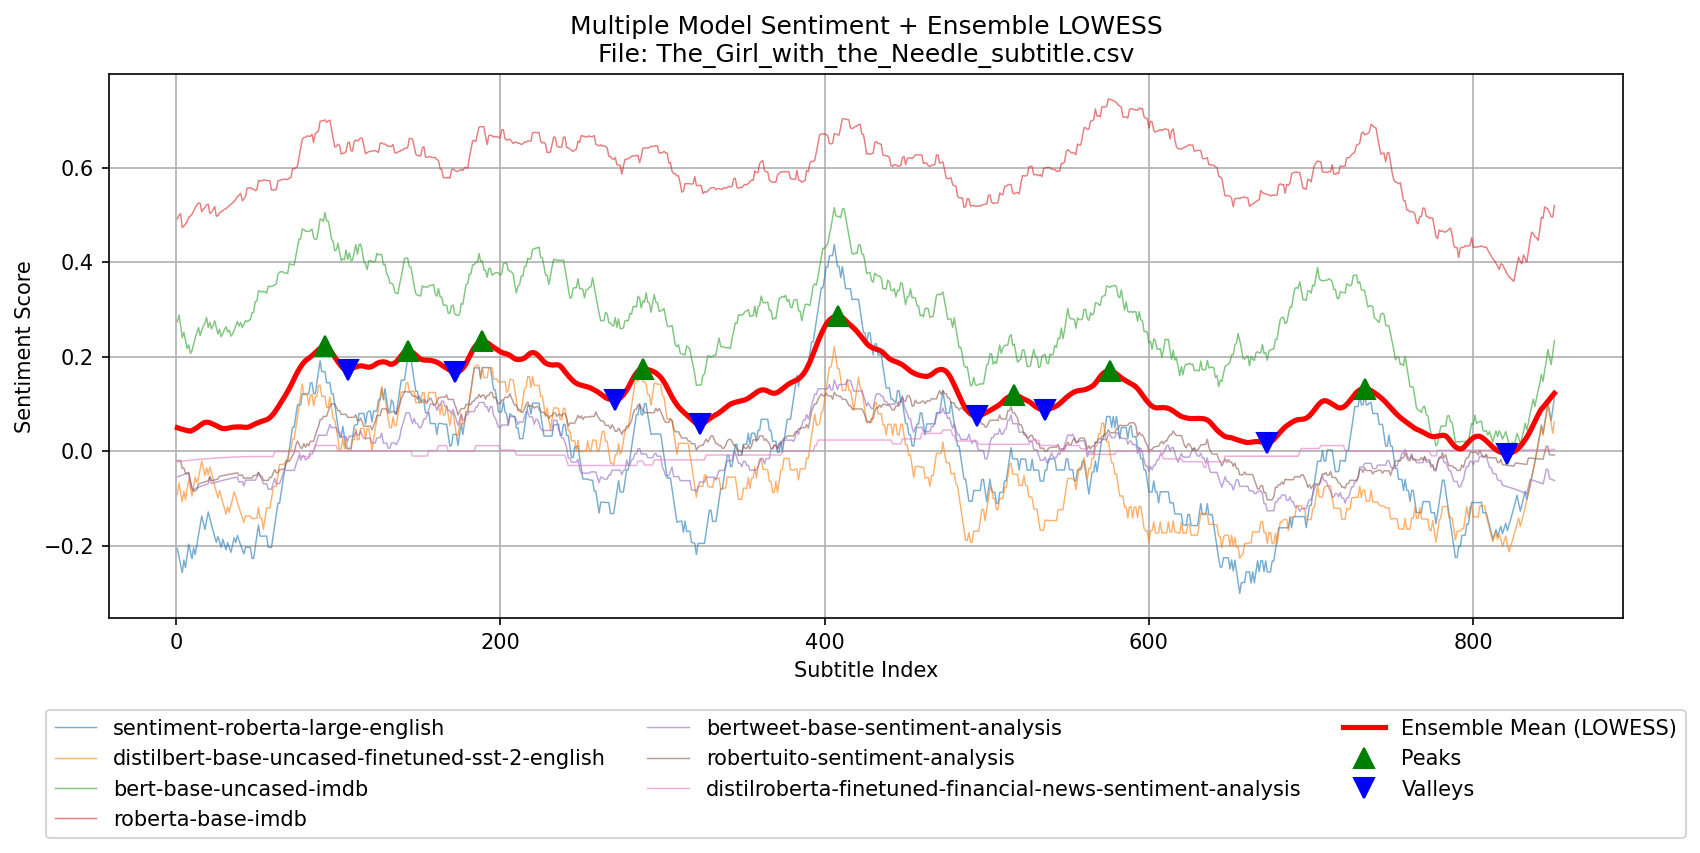 Multiple Model Sentiment + Ensemble LOWESS
File: The_Girl_with_the_Needle_subtitle.csv
Sentiment Score
0.6
0.4
0.2
0.0
−0.2
0 200 400 600 800
Subtitle Index
sentiment-roberta-large-english
distilbert-base-uncased-finetuned-sst-2-english
bert-base-uncased-imdb
roberta-base-imdb
bertweet-base-sentiment-analysis
robertuito-sentiment-analysis
distilroberta-finetuned-financial-news-sentiment-analysis
Ensemble Mean (LOWESS)
Peaks
Valleys